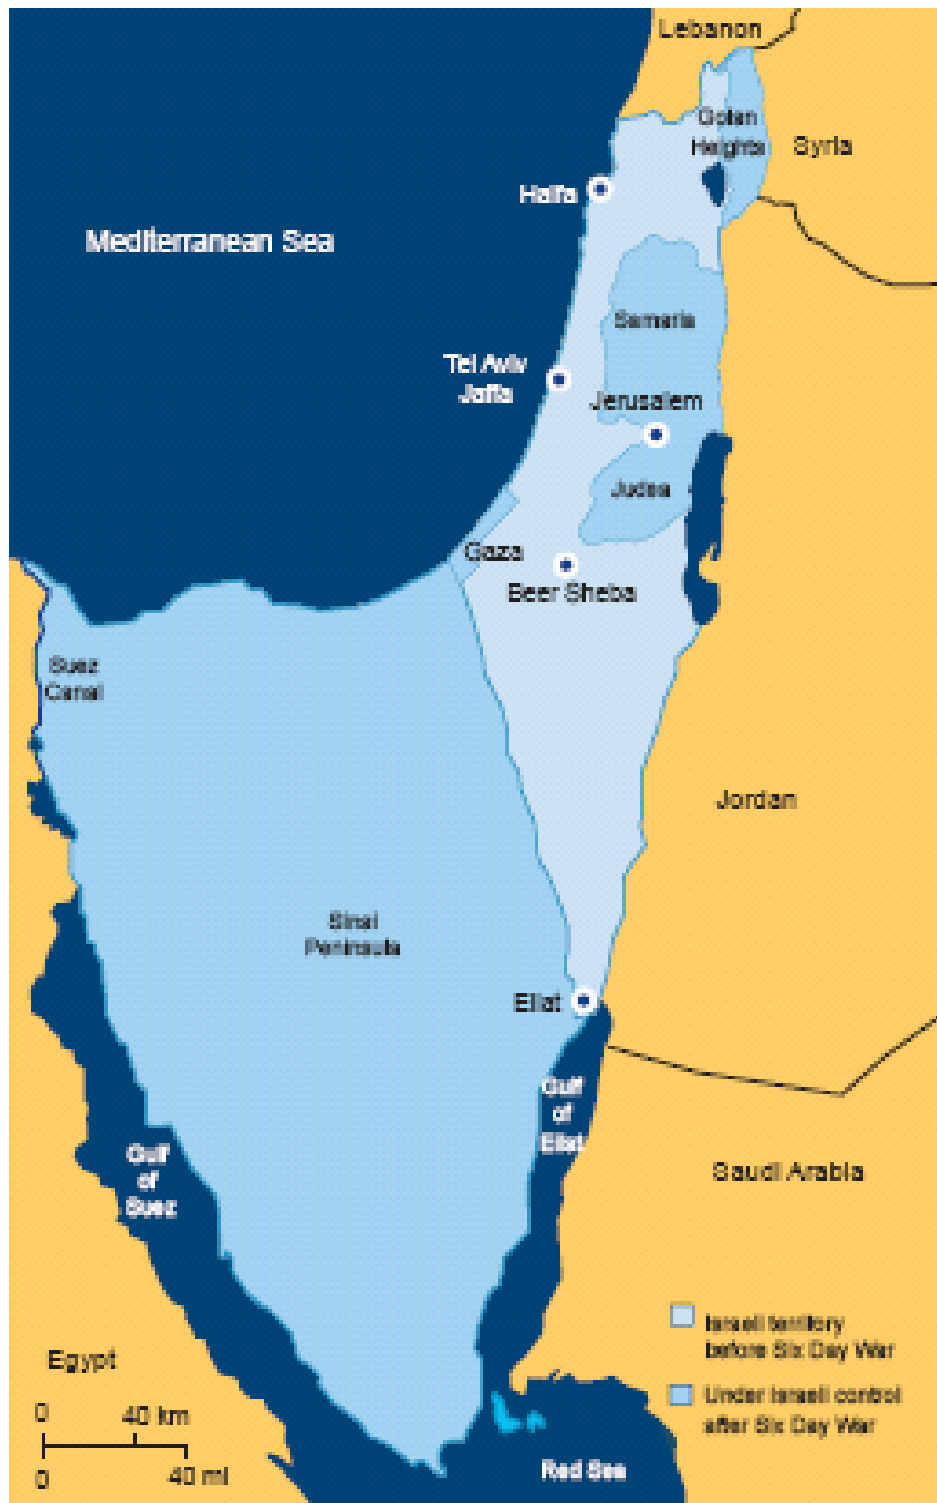 Lebanon
Golan
Heights
Syria
Haifa
Mediterranean Sea
Samaria
Tel Aviv
Jaffa
Jerusalem
Judea
Gaza
Beer Sheba
Suez
Canal
Jordan
Sinai
Peninsula
Eilat
Gulf
of
Eilat
Gulf
of
Suez
Saudi Arabia
Israeli territory
before Six Day War
Egypt
Under Israeli control
after Six Day War
0
40 km
0
40 mi
Red Sea